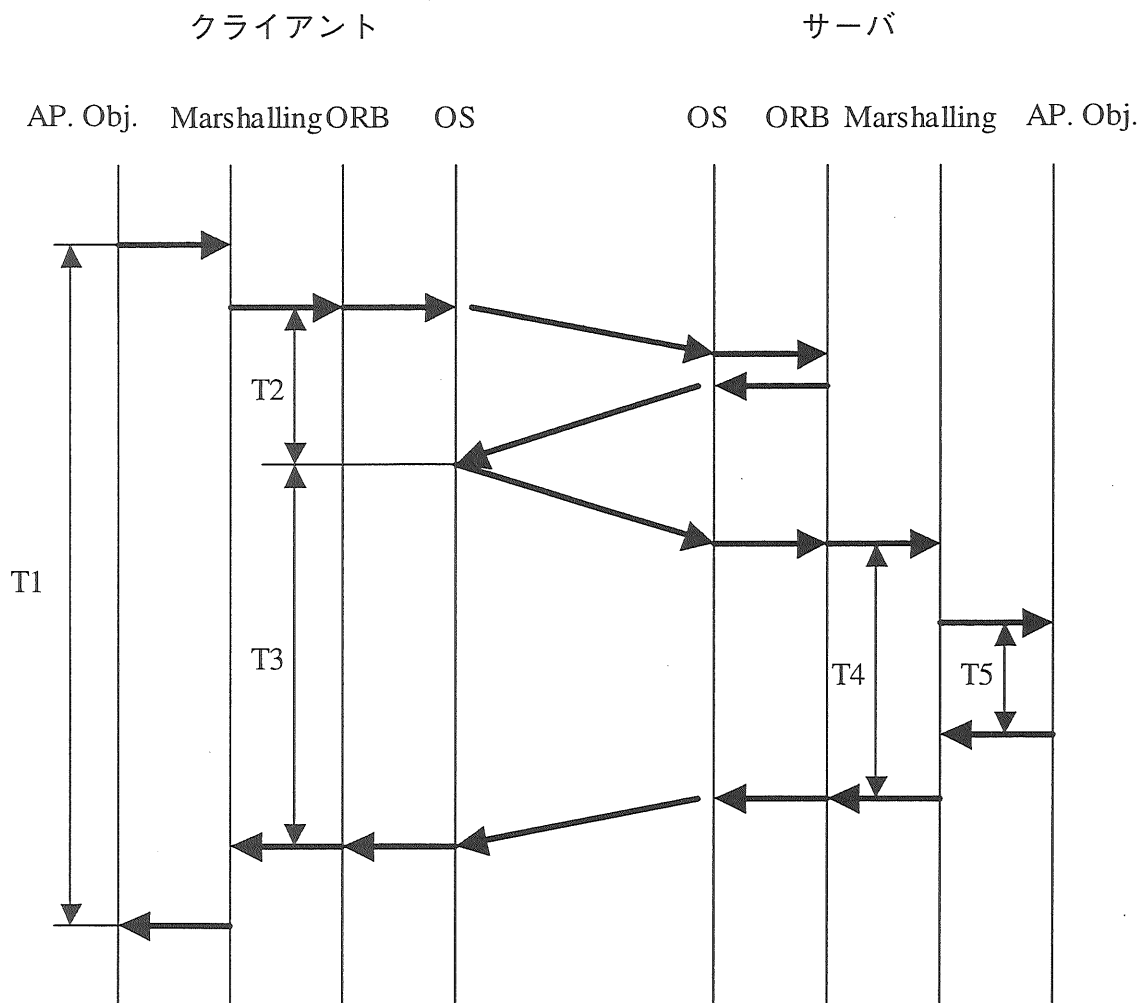 クライアント サーバ
AP. Obj. Marshalling ORB OS OS ORB Marshalling AP. Obj.
T2
T1
T3 T4 T5